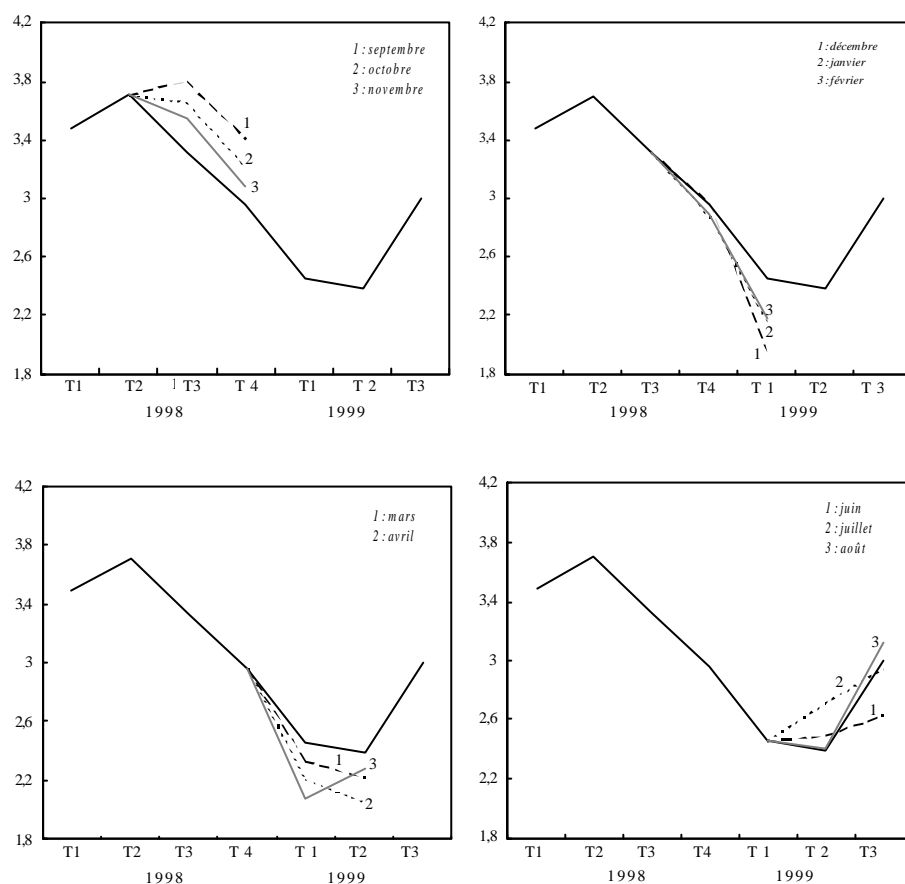 4,2
3,8
3,4
3
2,6
2,2
1,8
1 : septembre
2 : octobre
3 : novembre
1
2
3
T1 T2 T3 T 4 T1 T 2 T3
1998 1999
4,2
3,8
3,4
3
2,6
2,2
1,8
1 : décembre
2 : janvier
3 : février
3
2
1
T1 T2 T3 T4 T 1 T2 T 3
1998 1999
4,2
3,8
3,4
3
2,6
2,2
1,8
1 : mars
2 : avril
1
3
2
T1 T2 T3 T 4 T 1 T2 T3
1998 1999
4,2
3,8
3,4
3
2,6
2,2
1,8
1 : juin
2 : juillet
3 : août
3
2
1
T1 T2 T3 T4 T 1 T 2 T3
1998 1999